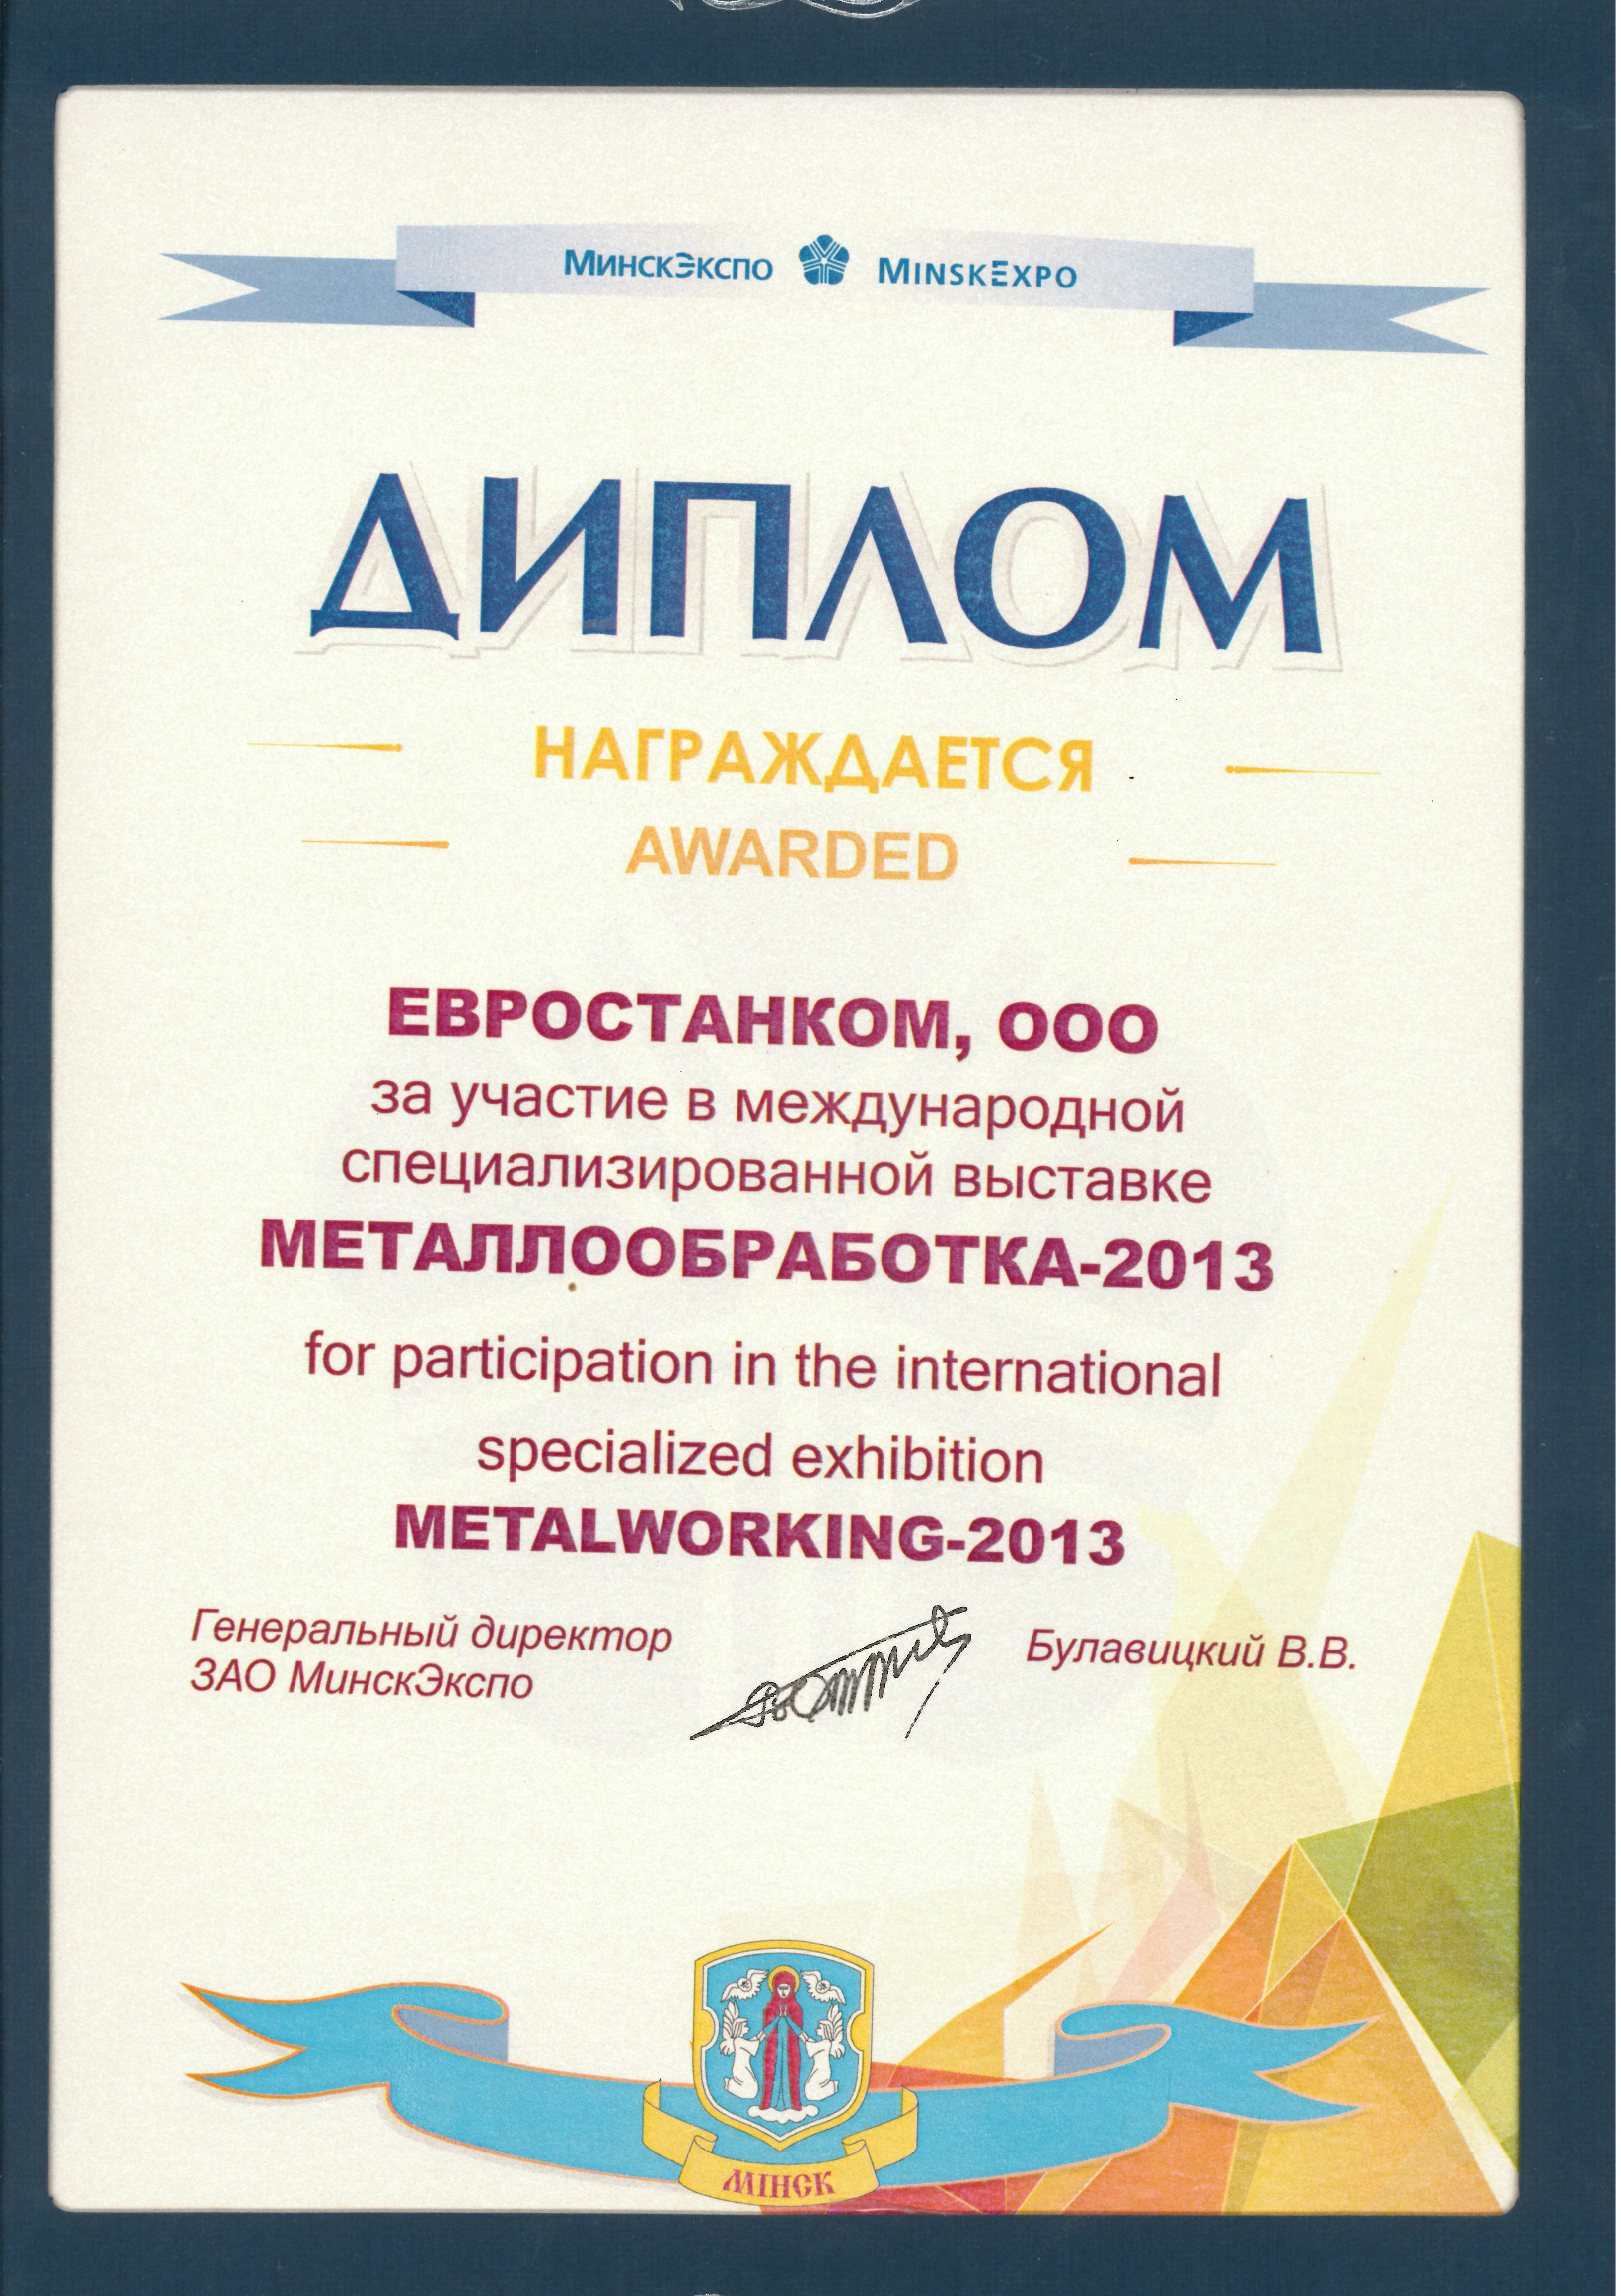 МинскЭкспо MinskExpo
ДИПЛОМ
НАГРАЖДАЕТСЯ
AWARDED
ЕВРОСТАНКОМ, ООО
за участие в международной
специализированной выставке
МЕТАЛЛООБРАБОТКА-2013
for participation in the international
specialized exhibition
METALWORKING-2013
Генеральный директор
ЗАО МинскЭкспо
Булавицкий В.В.
МІНСК